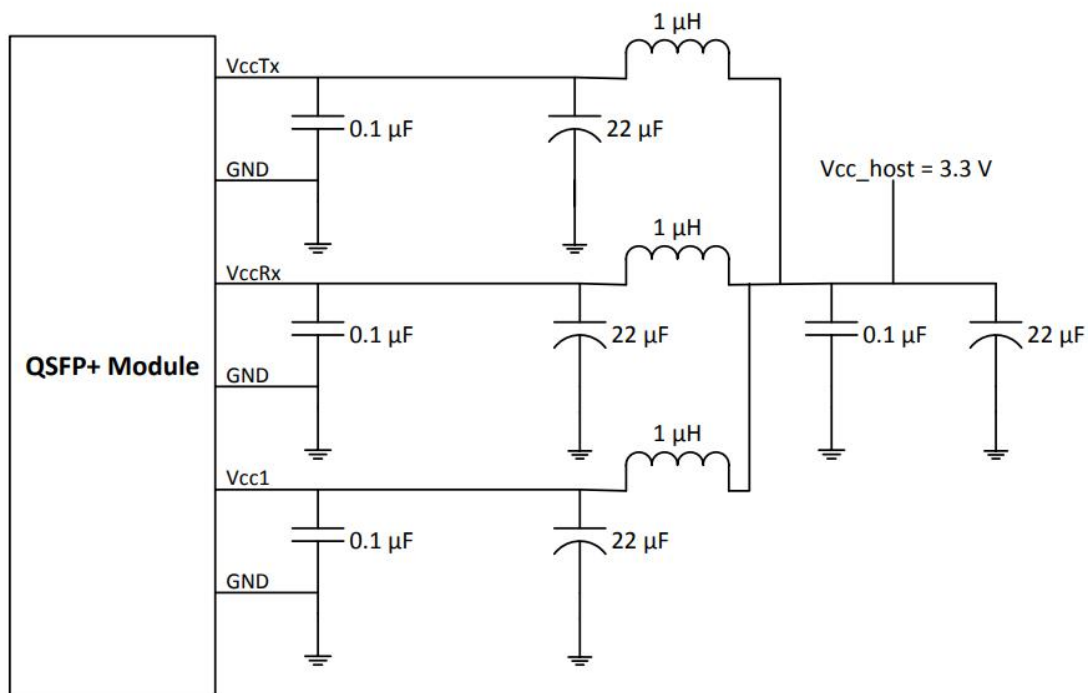 1 µH
VccTx
0.1 µF
22 µF
GND
Vcc_host = 3.3 V
1 µH
VccRx
0.1 µF
22 µF
0.1 µF
22 µF
QSFP+ Module
GND
1 µH
Vcc1
0.1 µF
22 µF
GND